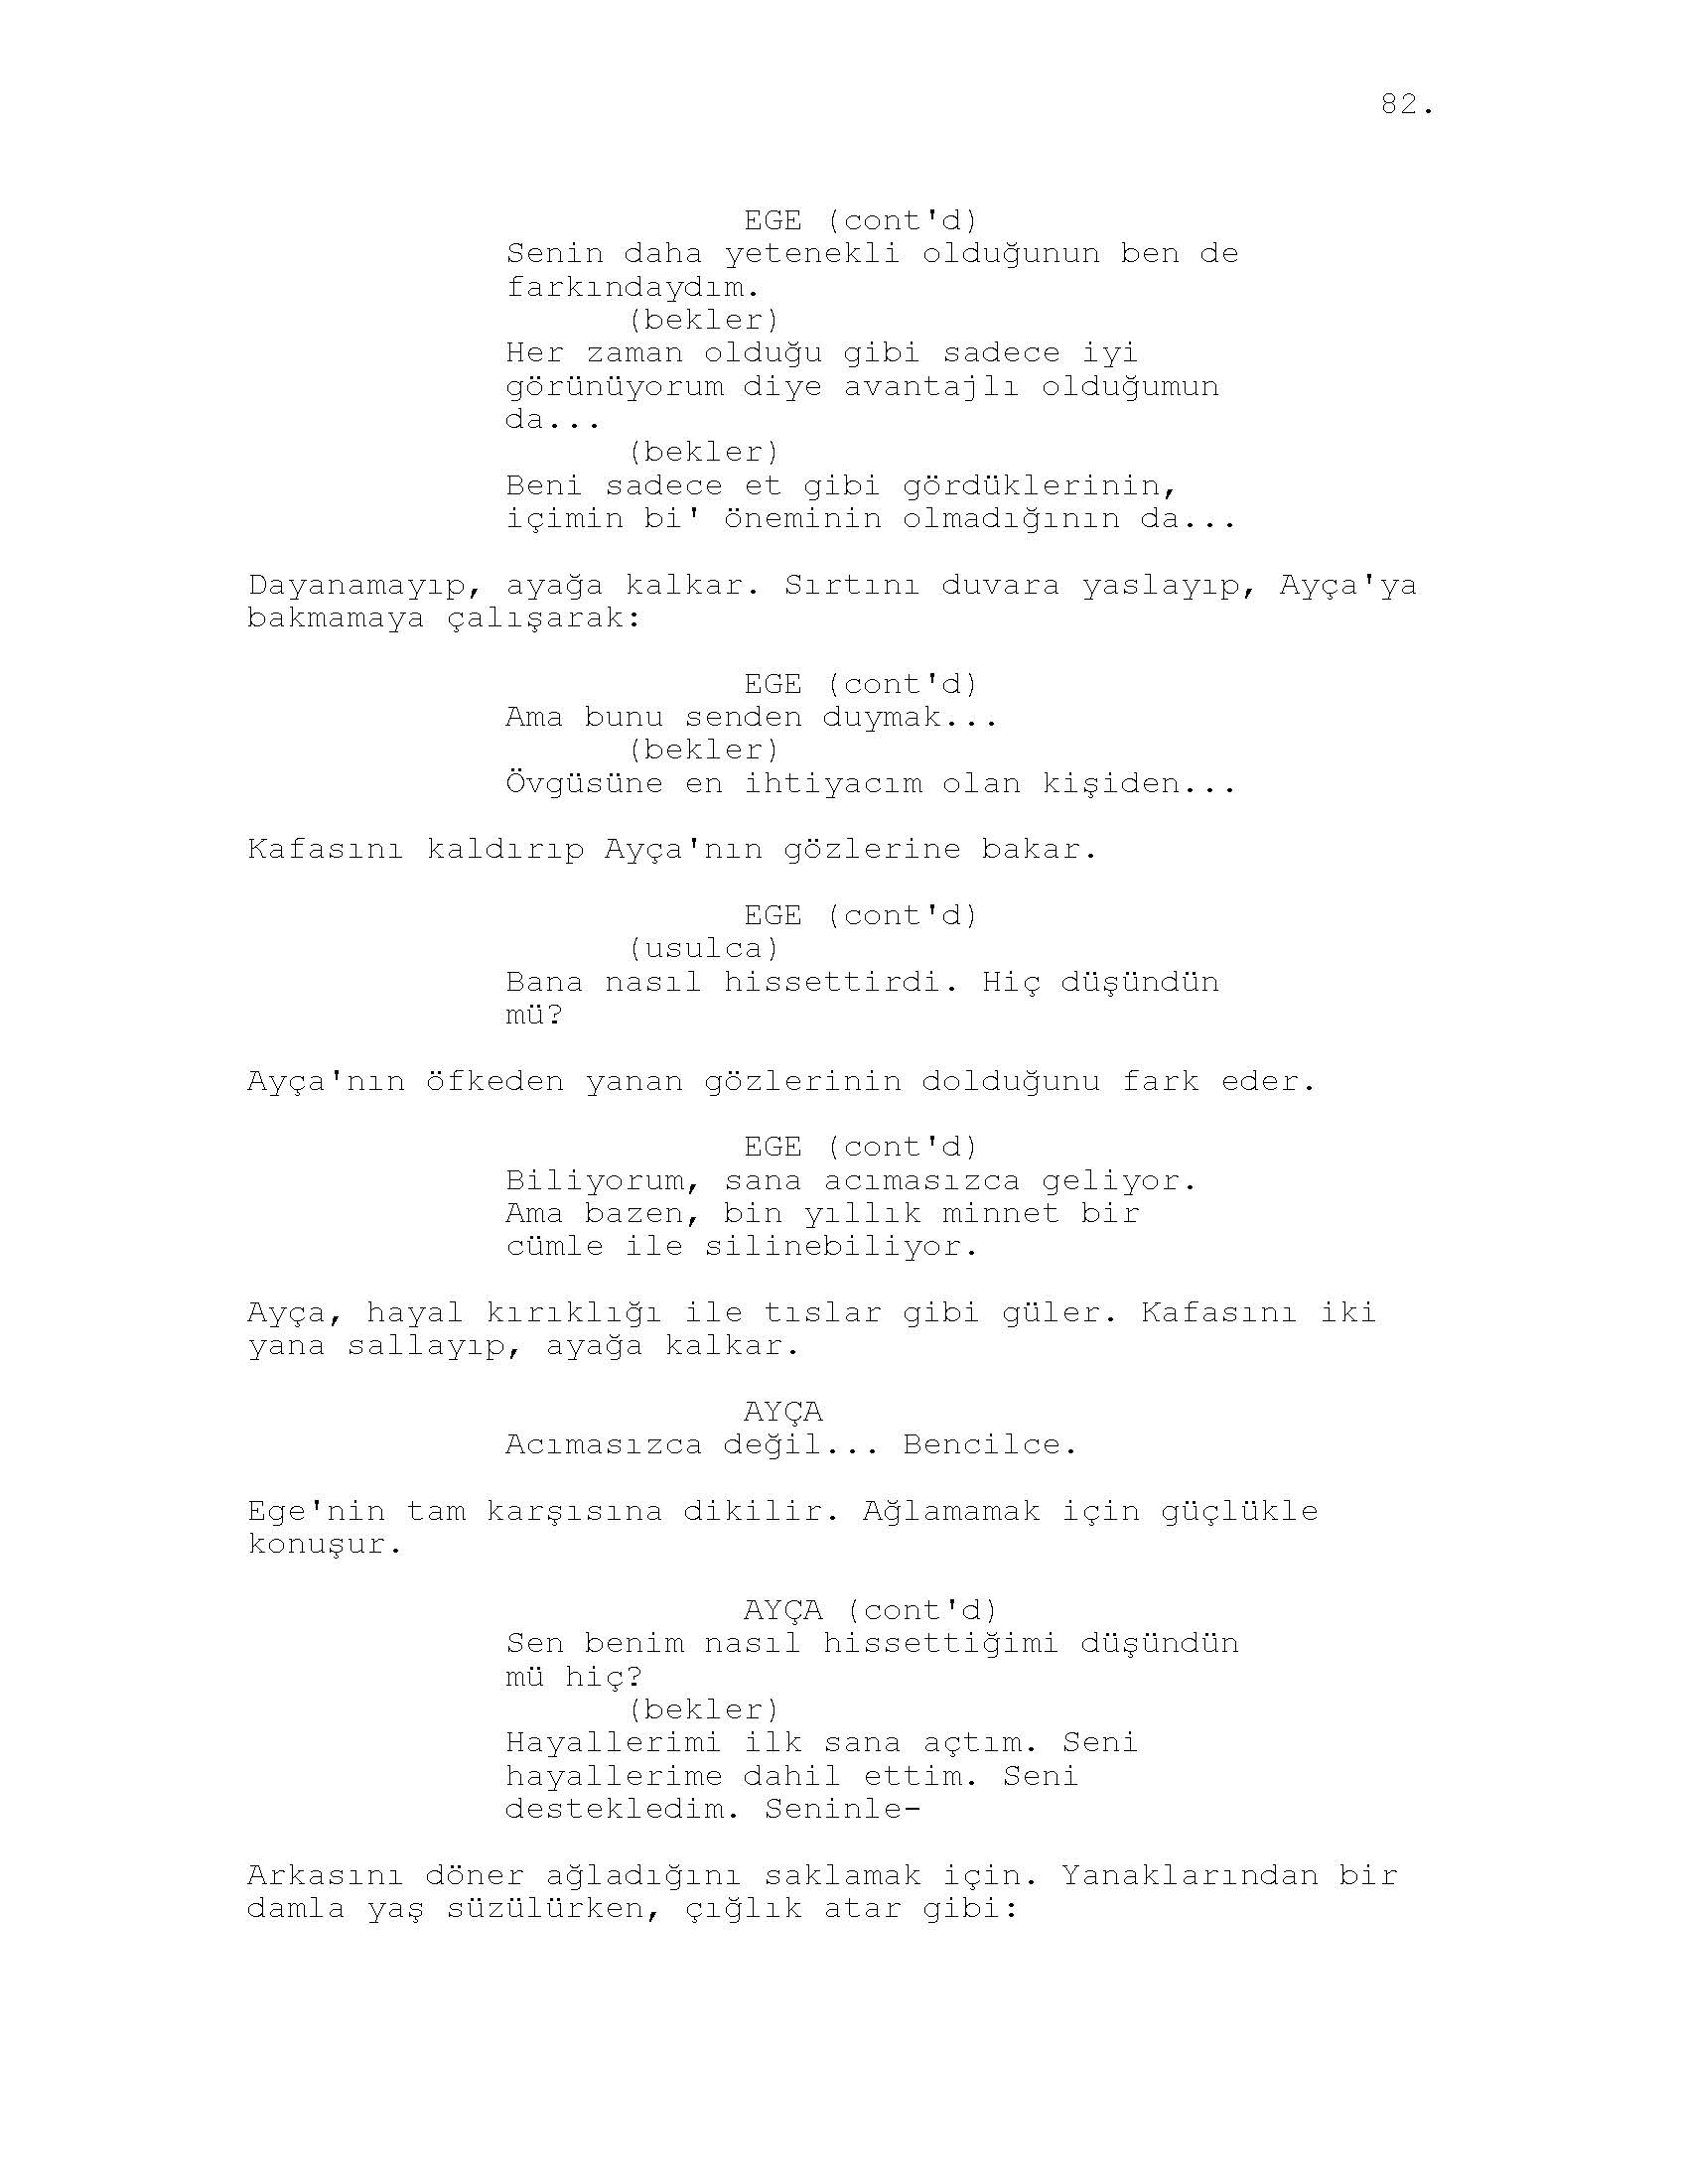 82.
EGE (cont'd)
Senin daha yetenekli olduğunun ben de
farkındaydım.
(bekler)
Her zaman olduğu gibi sadece iyi
görünüyorum diye avantajlı olduğumun
da...
(bekler)
Beni sadece et gibi gördüklerinin,
içimin bi' öneminin olmadığının da...
Dayanamayıp, ayağa kalkar. Sırtını duvara yaslayıp, Ayça'ya
bakmamaya çalışarak:
EGE (cont'd)
Ama bunu senden duymak...
(bekler)
Övgüsüne en ihtiyacım olan kişiden...
Kafasını kaldırıp Ayça'nın gözlerine bakar.
EGE (cont'd)
(usulca)
Bana nasıl hissettirdi. Hiç düşündün
mü?
Ayça'nın öfkeden yanan gözlerinin dolduğunu fark eder.
EGE (cont'd)
Biliyorum, sana acımasızca geliyor.
Ama bazen, bin yıllık minnet bir
cümle ile silinebiliyor.
Ayça, hayal kırıklığı ile tıslar gibi güler. Kafasını iki
yana sallayıp, ayağa kalkar.
AYÇA
Acımasızca değil... Bencilce.
Ege'nin tam karşısına dikilir. Ağlamamak için güçlükle
konuşur.
AYÇA (cont'd)
Sen benim nasıl hissettiğimi düşündün
mü hiç?
(bekler)
Hayallerimi ilk sana açtım. Seni
hayallerime dahil ettim. Seni
destekledim. Seninle-
Arkasını döner ağladığını saklamak için. Yanaklarından bir
damla yaş süzülürken, çığlık atar gibi: